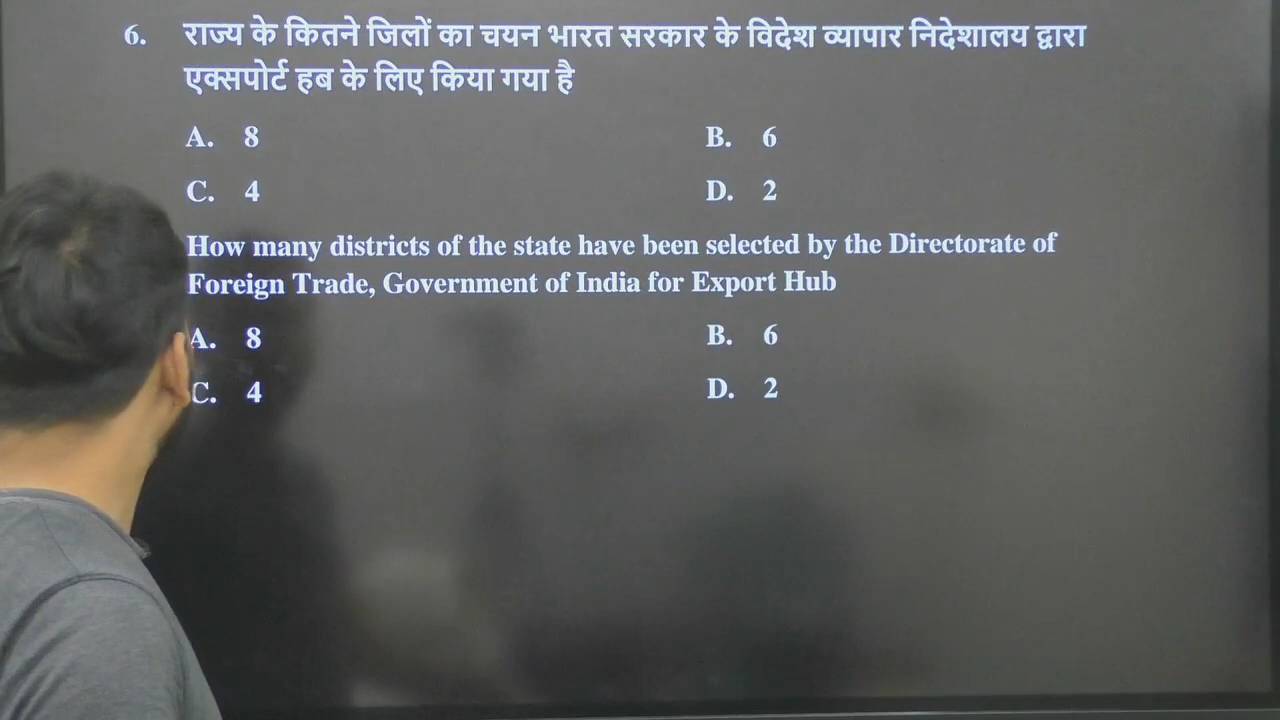 6. राज्य के कितने जिलों का चयन भारत सरकार के विदेश व्यापार निदेशालय द्वारा
एक्सपोर्ट हब के लिए किया गया है
A. 8 B. 6
C. 4 D. 2
How many districts of the state have been selected by the Directorate of
Foreign Trade, Government of India for Export Hub
A. 8 B. 6
C. 4 D. 2